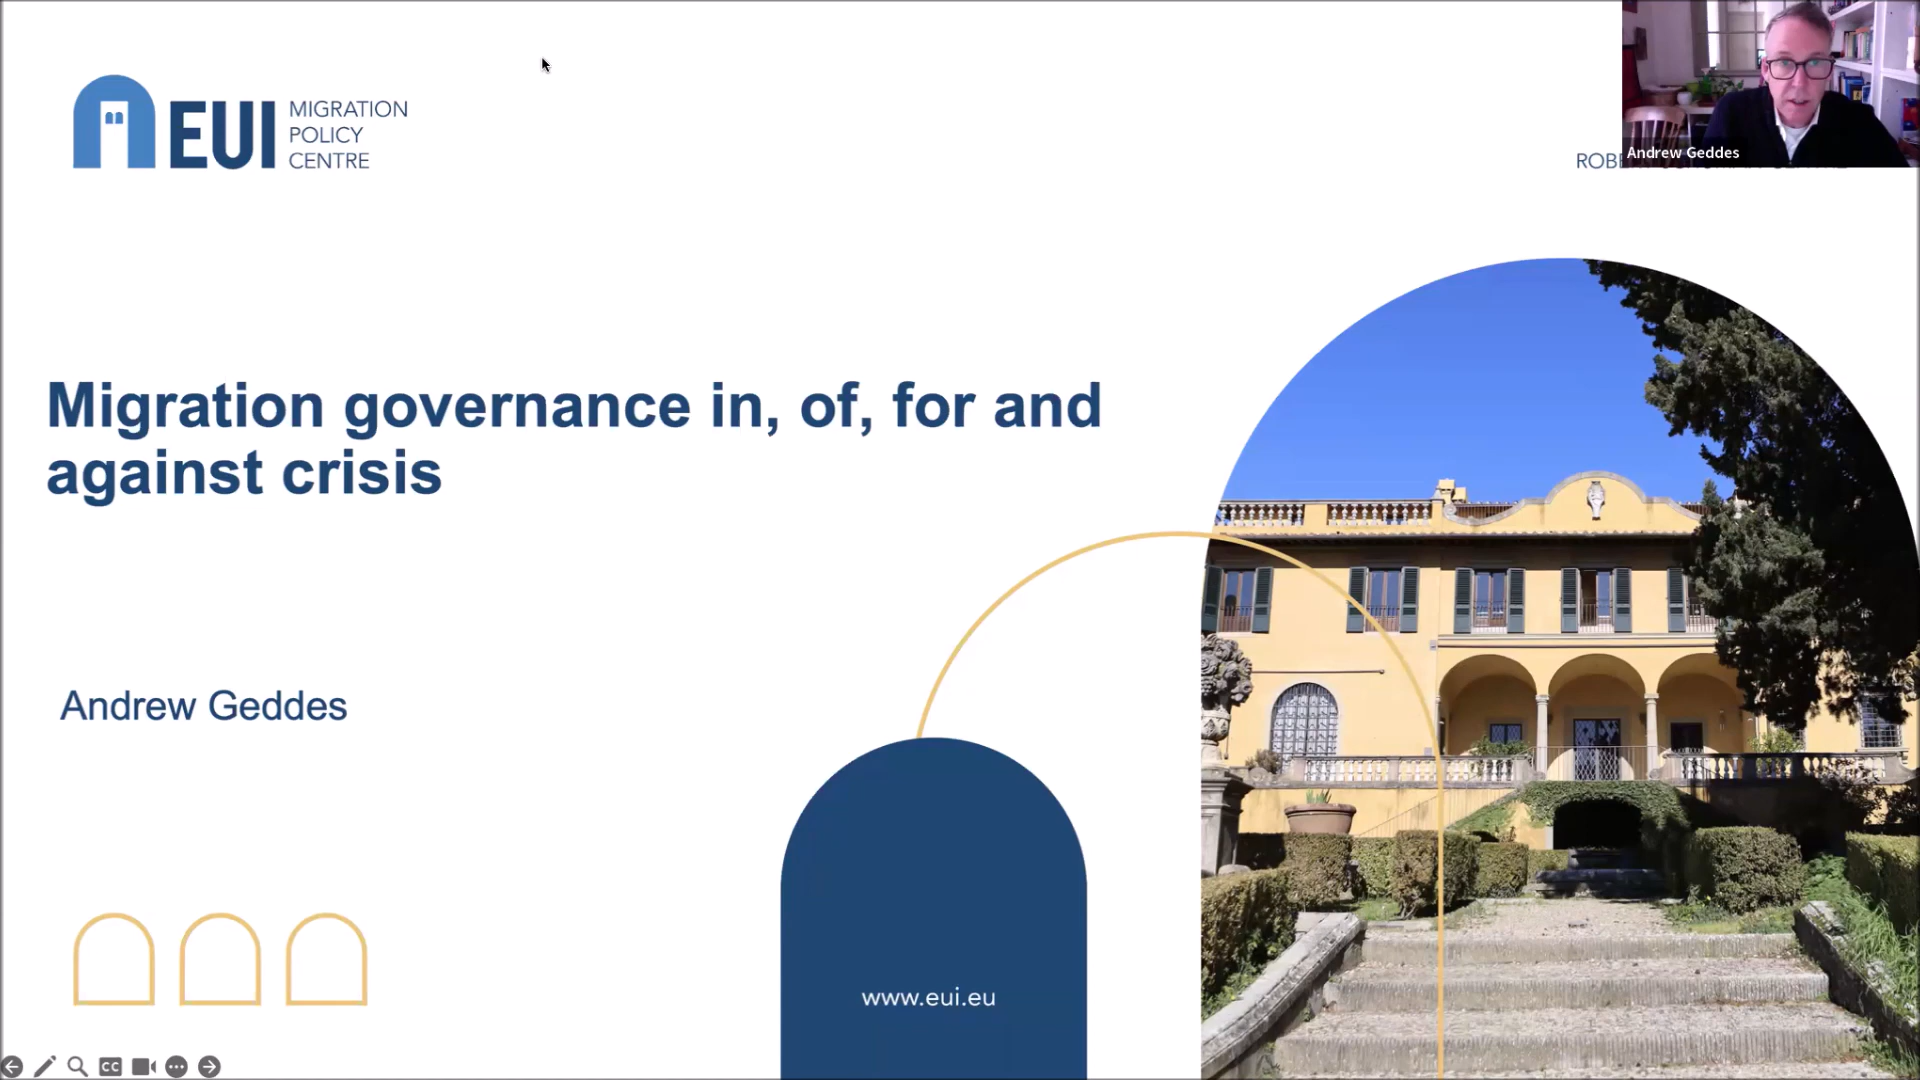 EUI
MIGRATION
POLICY
CENTRE
Andrew Geddes
Migration governance in, of, for and
against crisis
Andrew Geddes
www.eui.eu
CC